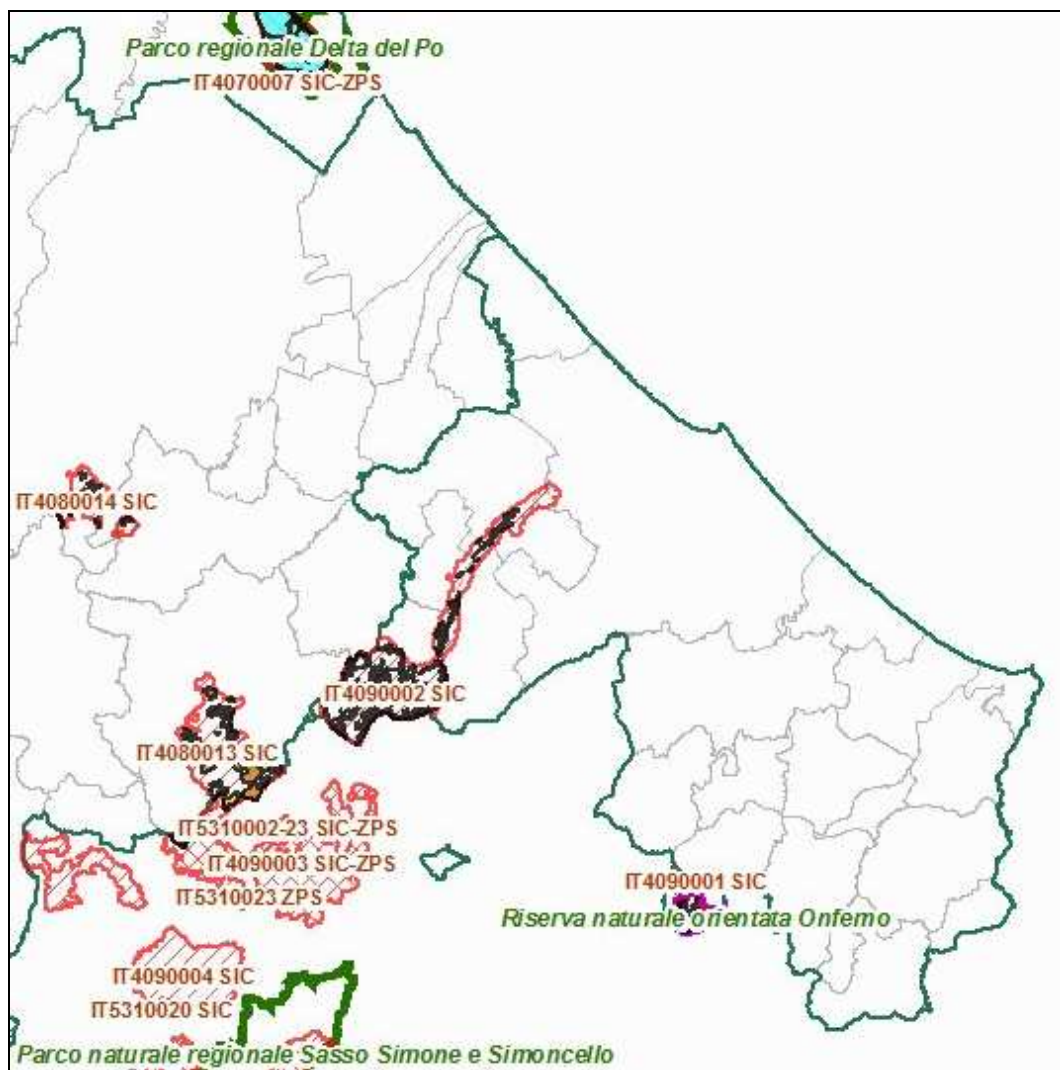 Parco regionale Delta del Po
IT4070007 SIC-ZPS
IT4080014 SIC
IT4090002 SIC
IT4080013 SIC
IT5310002-23 SIC-ZPS
IT4090003 SIC-ZPS
IT4090001 SIC
IT5310023 ZPS
Riserva naturale orientata Onferno
IT4090004 SIC
IT5310020 SIC
Parco naturale regionale Sasso Simone e Simoncello